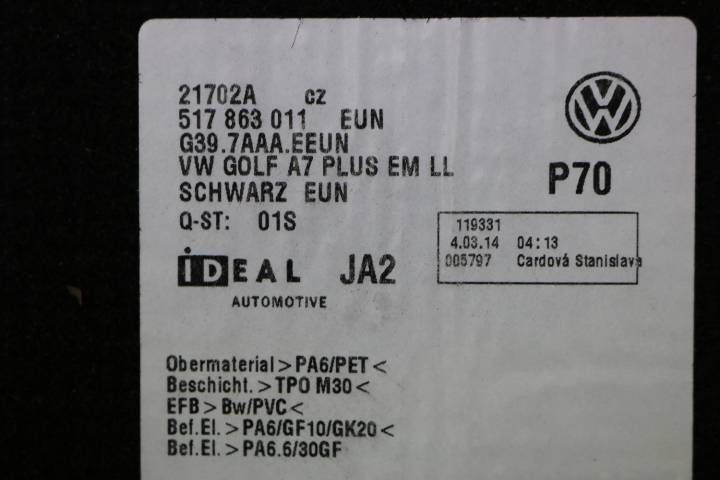 21702A cz
517 863 011 EUN
G39.7AAA.EEUN
VW GOLF A7 PLUS EM LL
SCHWARZ EUN
Q-ST: 01S
P70
119331
4.03.14 04:13
005797 Cardová Stanislava
IDEAL JA2
AUTOMOTIVE
Obermaterial>PA6/PET<
Beschicht.>TPO M30<
EFB>Bw/PVC<
Bef.El.>PA6/GF10/GK20<
Bef.El.>PA6.6/30GF